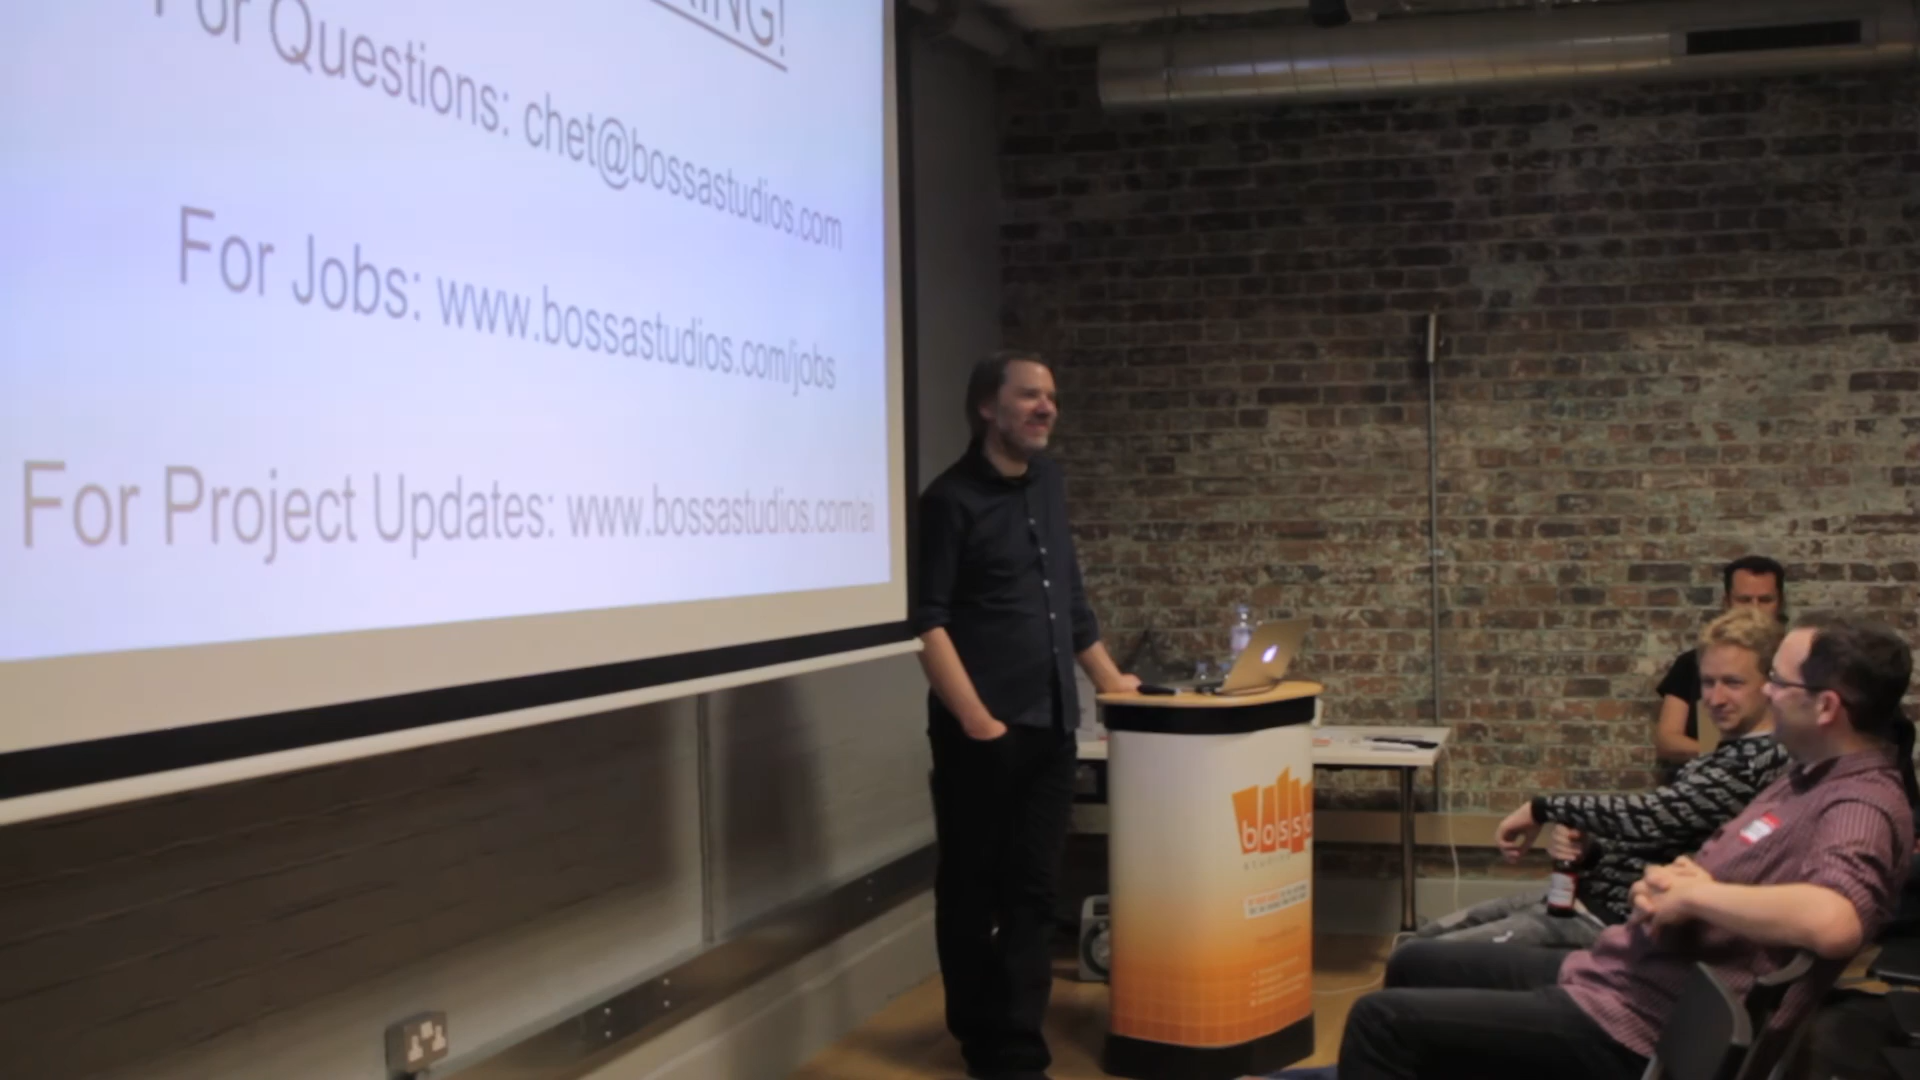 For Questions: chet@bossastudios.com
For Jobs: www.bossastudios.com/jobs
For Project Updates: www.bossastudios.com/ai
bossa